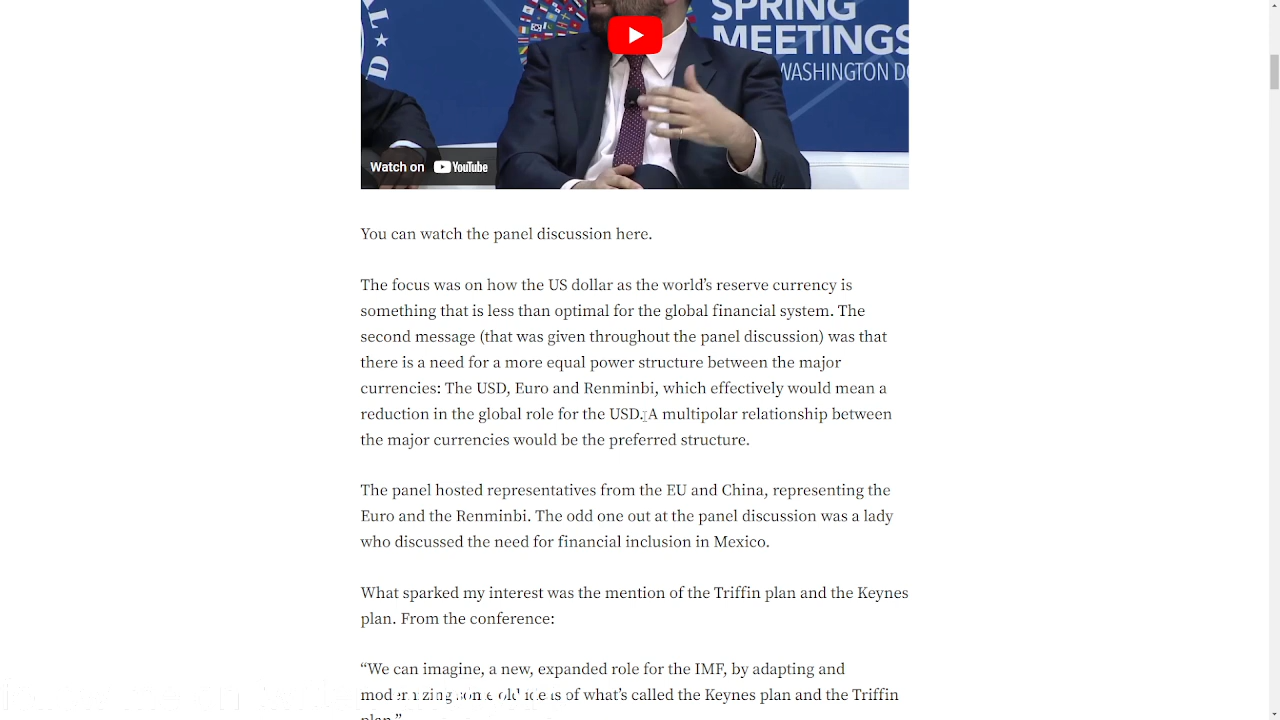 SPRING
MEETINGS
WASHINGTON D
Watch on YouTube
You can watch the panel discussion here.
The focus was on how the US dollar as the world’s reserve currency is
something that is less than optimal for the global financial system. The
second message (that was given throughout the panel discussion) was that
there is a need for a more equal power structure between the major
currencies: The USD, Euro and Renminbi, which effectively would mean a
reduction in the global role for the USD. A multipolar relationship between
the major currencies would be the preferred structure.
The panel hosted representatives from the EU and China, representing the
Euro and the Renminbi. The odd one out at the panel discussion was a lady
who discussed the need for financial inclusion in Mexico.
What sparked my interest was the mention of the Triffin plan and the Keynes
plan. From the conference:
“We can imagine, a new, expanded role for the IMF, by adapting and
modernizing some old ideas of what’s called the Keynes plan and the Triffin
plan.”